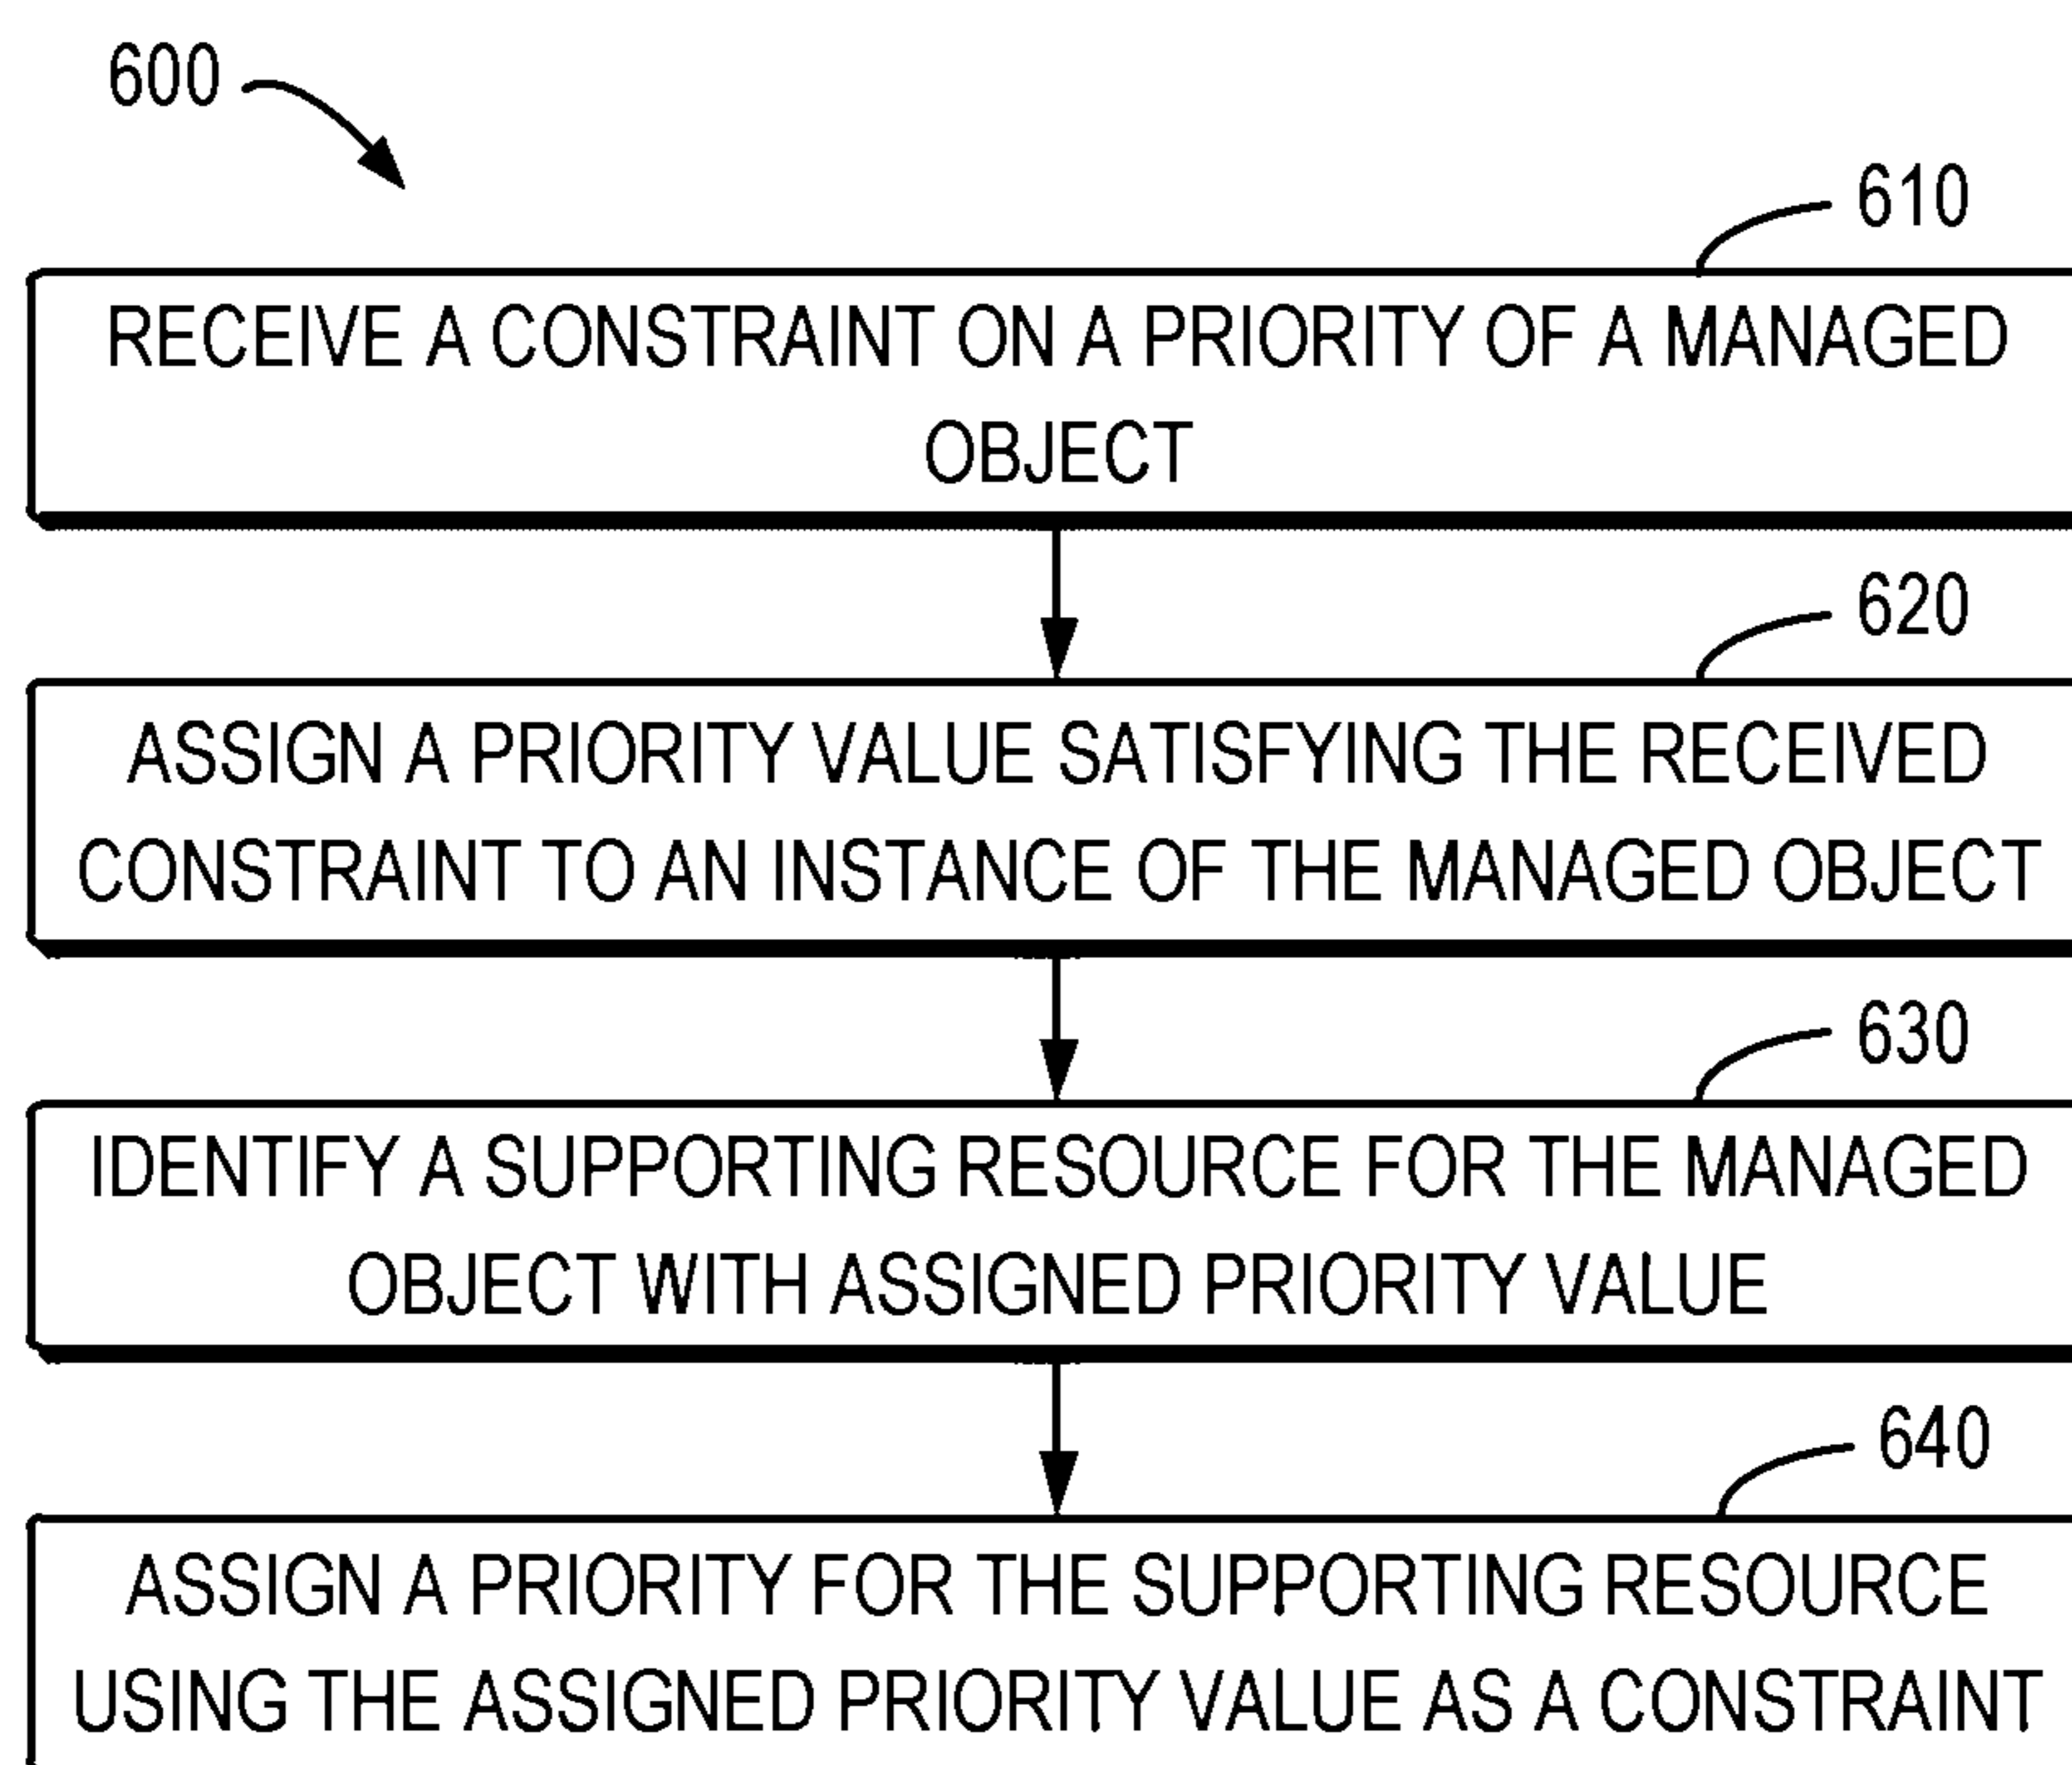 600
610
RECEIVE A CONSTRAINT ON A PRIORITY OF A MANAGED
OBJECT
620
ASSIGN A PRIORITY VALUE SATISFYING THE RECEIVED
CONSTRAINT TO AN INSTANCE OF THE MANAGED OBJECT
630
IDENTIFY A SUPPORTING RESOURCE FOR THE MANAGED
OBJECT WITH ASSIGNED PRIORITY VALUE
640
ASSIGN A PRIORITY FOR THE SUPPORTING RESOURCE
USING THE ASSIGNED PRIORITY VALUE AS A CONSTRAINT